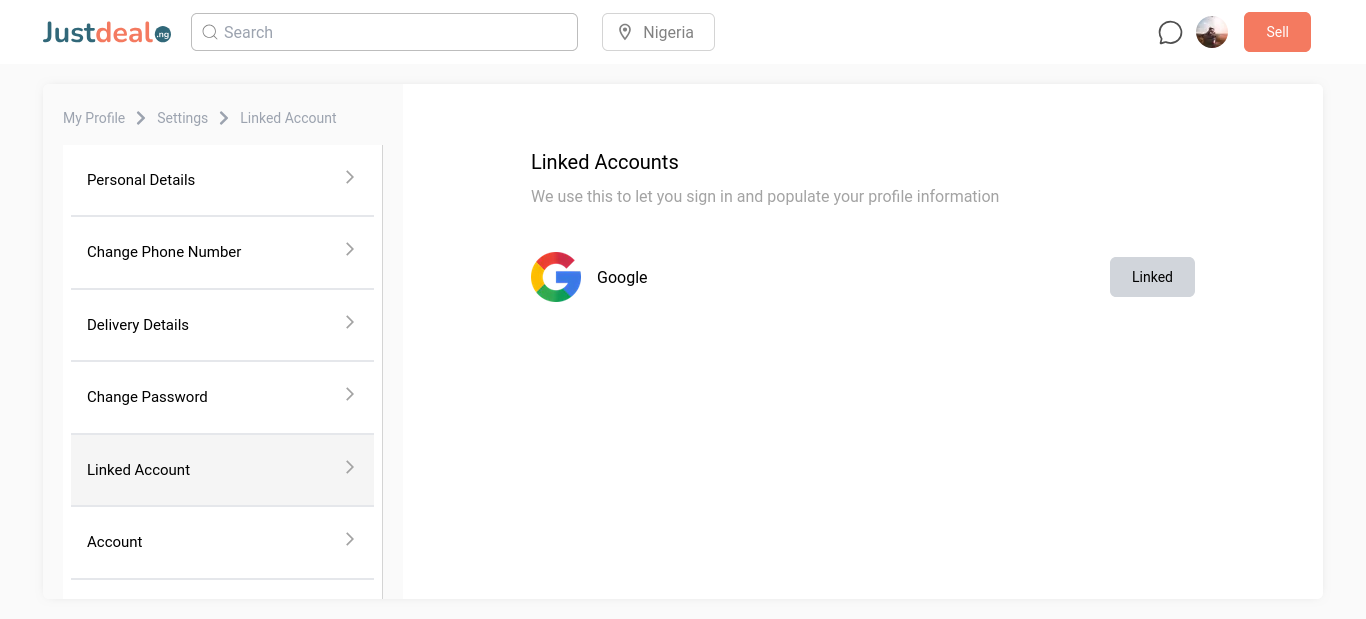 Justdeal.ng
Search
Nigeria
Sell
My Profile
Settings
Linked Account
Personal Details
Change Phone Number
Delivery Details
Change Password
Linked Account
Account
Linked Accounts
We use this to let you sign in and populate your profile information
Google
Linked